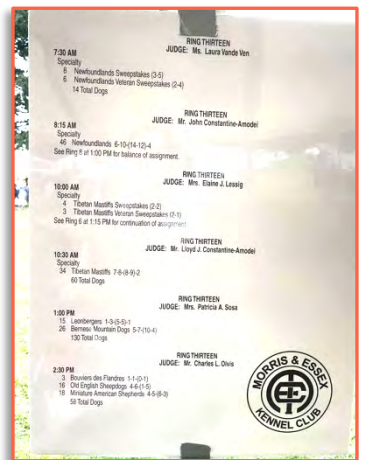 RING THIRTEEN
7:30 AM JUDGE: Ms. Laura Vande Ven
Specialty
8 Newfoundlands Sweepstakes (3-5)
6 Newfoundlands Veteran Sweepstakes (2-4)
14 Total Dogs
RING THIRTEEN
8:15 AM JUDGE: Mr. John Constantine-Amodei
Specialty
46 Newfoundlands 6-10-(14-12)-4
See Ring 8 at 1:00 PM for balance of assignment.
RING THIRTEEN
10:00 AM JUDGE: Mrs. Elaine J. Lessig
Specialty
4 Tibetan Mastiffs Sweepstakes (2-2)
3 Tibetan Mastiffs Veteran Sweepstakes (2-1)
See Ring 6 at 1:15 PM for continuation of assignment.
RING THIRTEEN
10:30 AM JUDGE: Mr. Lloyd J. Constantine-Amodei
Specialty
34 Tibetan Mastiffs 7-8-(8-9)-2
60 Total Dogs
RING THIRTEEN
1:00 PM JUDGE: Mrs. Patricia A. Sosa
15 Leonbergers 1-3-(5-5)-1
26 Bernese Mountain Dogs 5-7-(10-4)
130 Total Dogs
RING THIRTEEN
2:30 PM JUDGE: Mr. Charles L. Olvis
3 Bouviers des Flandres 1-1-(0-1)
16 Old English Sheepdogs 4-6-(1-5)
18 Miniature American Shepherds 4-5-(6-3)
58 Total Dogs
MORRIS & ESSEX
KENNEL CLUB